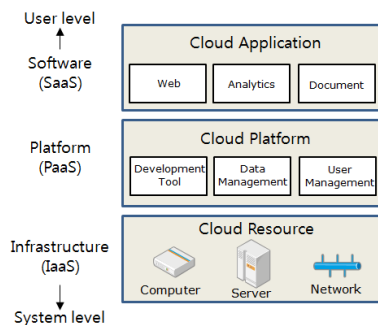 User level
Software
(SaaS)
Cloud Application
Web
Analytics
Document
Platform
(PaaS)
Cloud Platform
Development
Tool
Data
Management
User
Management
Infrastructure
(IaaS)
Cloud Resource
Computer
Server
Network
System level